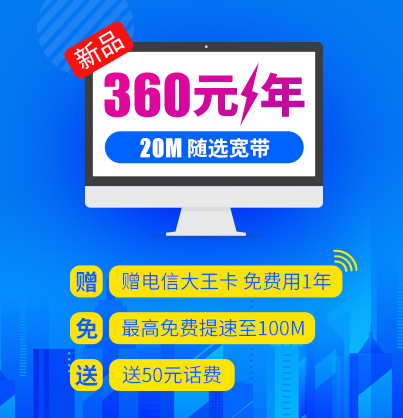 新品
360元/年
20M 随选宽带
赠 赠电信大王卡 免费用1年
免 最高免费提速至100M
送 送50元话费